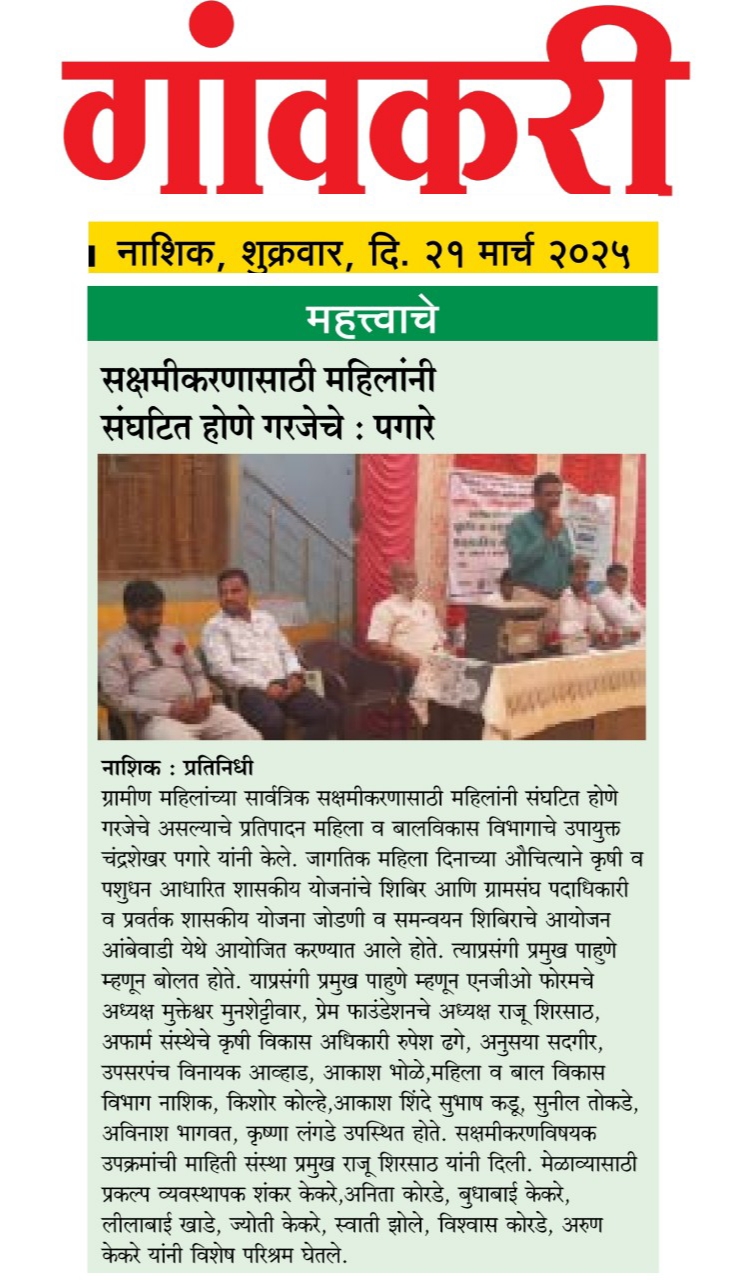 गांवकरी
नाशिक, शुक्रवार, दि. २१ मार्च २०२५
महत्त्वाचे
सक्षमीकरणासाठी महिलांनी
संघटित होणे गरजेचे : पगारे
नाशिक : प्रतिनिधी
ग्रामीण महिलांच्या सार्वत्रिक सक्षमीकरणासाठी महिलांनी संघटित होणे
गरजेचे असल्याचे प्रतिपादन महिला व बालविकास विभागाचे उपायुक्त
चंद्रशेखर पगारे यांनी केले. जागतिक महिला दिनाच्या औचित्याने कृषी व
पशुधन आधारित शासकीय योजनांचे शिबिर आणि ग्रामसंघ पदाधिकारी
व प्रवर्तक शासकीय योजना जोडणी व समन्वयन शिबिराचे आयोजन
आंबेवाडी येथे आयोजित करण्यात आले होते. त्याप्रसंगी प्रमुख पाहुणे
म्हणून बोलत होते. याप्रसंगी प्रमुख पाहुणे म्हणून एनजीओ फोरमचे
अध्यक्ष मुक्तेश्वर मुनशेट्टीवार, प्रेम फाउंडेशनचे अध्यक्ष राजू शिरसाठ,
अफार्म संस्थेचे कृषी विकास अधिकारी रुपेश ढगे, अनुसया सदगीर,
उपसरपंच विनायक आव्हाड, आकाश भोळे,महिला व बाल विकास
विभाग नाशिक, किशोर कोल्हे,आकाश शिंदे सुभाष कडू, सुनील तोकडे,
अविनाश भागवत, कृष्णा लंगडे उपस्थित होते. सक्षमीकरणविषयक
उपक्रमांची माहिती संस्था प्रमुख राजू शिरसाठ यांनी दिली. मेळाव्यासाठी
प्रकल्प व्यवस्थापक शंकर केकरे,अनिता कोरडे, बुधाबाई केकरे,
लीलाबाई खाडे, ज्योती केकरे, स्वाती झोले, विश्वास कोरडे, अरुण
केकरे यांनी विशेष परिश्रम घेतले.